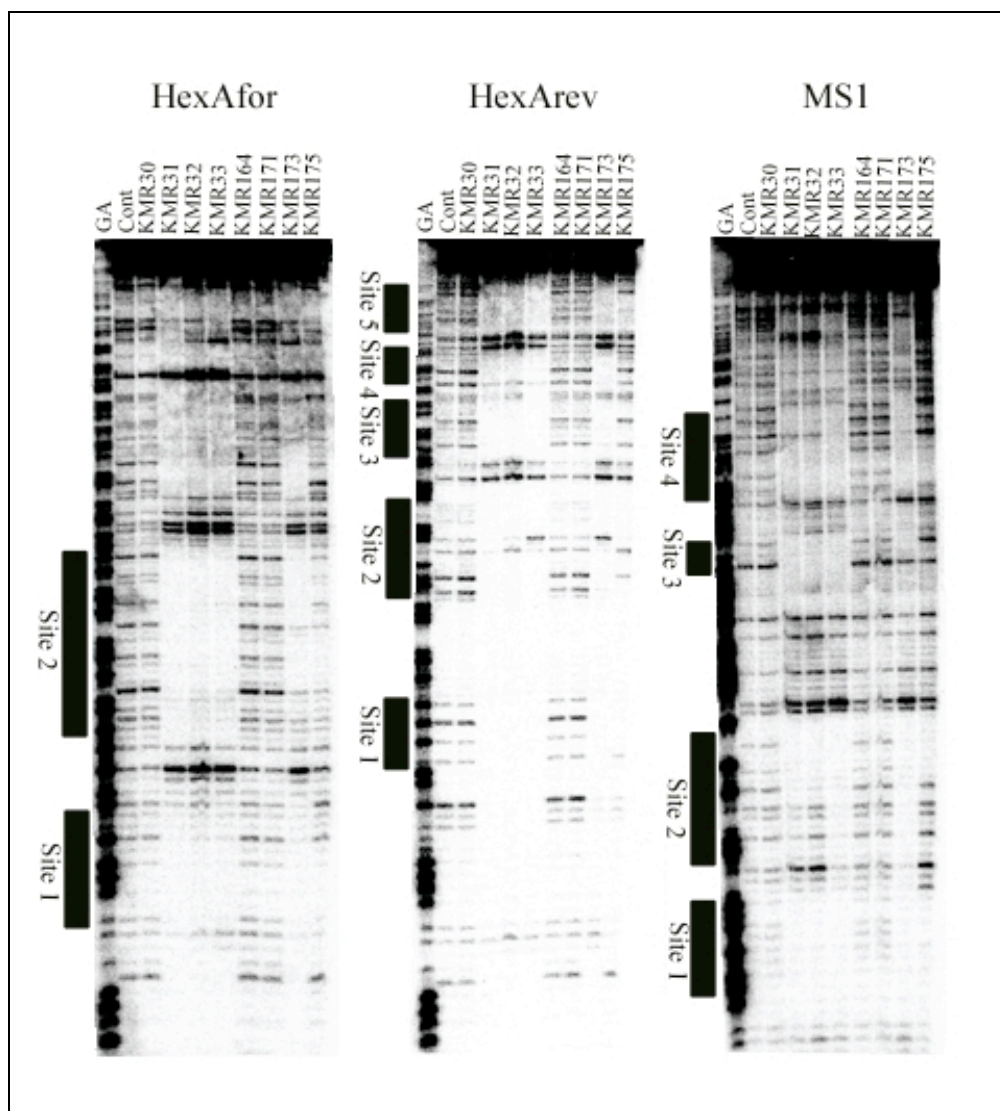 HexAfor
GA
Cont
KMR30
KMR31
KMR32
KMR33
KMR164
KMR171
KMR173
KMR175
Site 2
Site 1
HexArev
GA
Cont
KMR30
KMR31
KMR32
KMR33
KMR164
KMR171
KMR173
KMR175
Site 5
Site 4
Site 3
Site 2
Site 1
MS1
GA
Cont
KMR30
KMR31
KMR32
KMR33
KMR164
KMR171
KMR173
KMR175
Site 4
Site 3
Site 2
Site 1